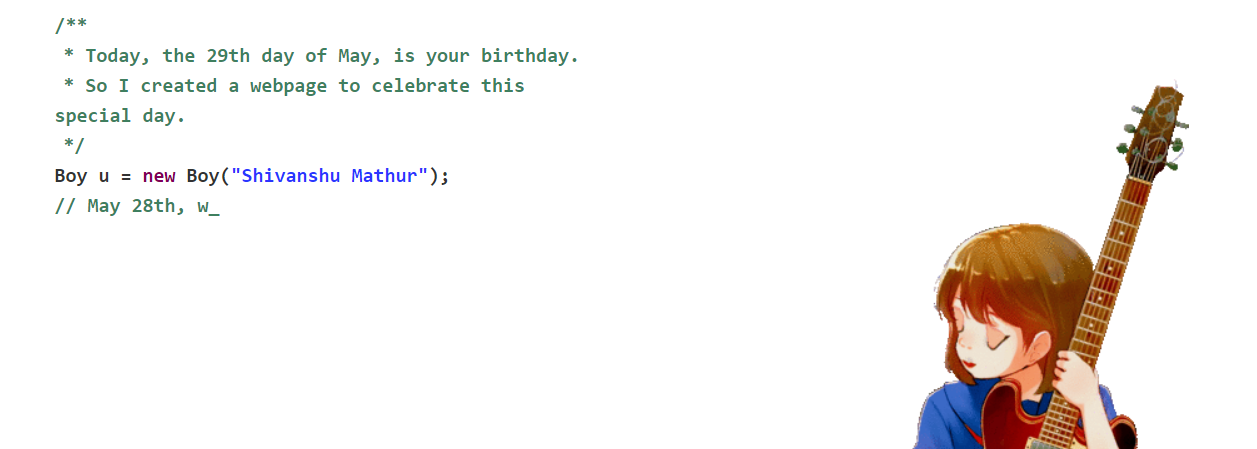 /**
 * Today, the 29th day of May, is your birthday.
 * So I created a webpage to celebrate this
special day.
 */
Boy u = new Boy("Shivanshu Mathur");
// May 28th, w_